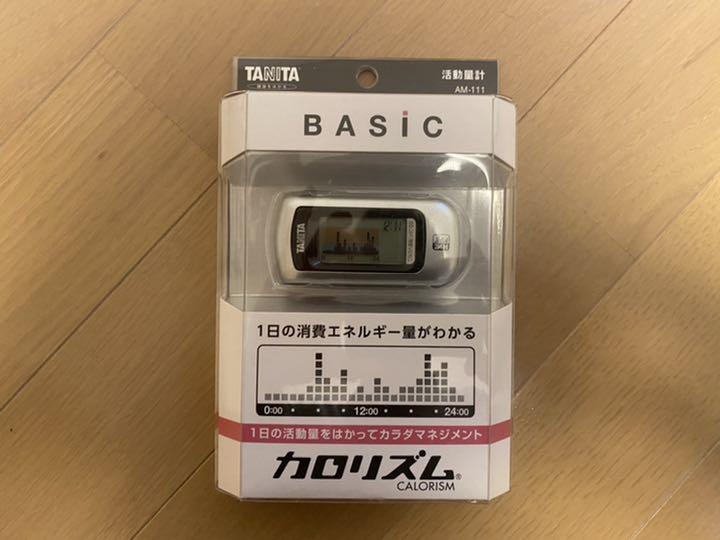 TANITA
活動量計
AM-111
BASiC
TANITA
1日の消費エネルギー量がわかる
0:00 12:00 24:00
1日の活動量をはかってカラダマネジメント
カロリズム®
CALORISM